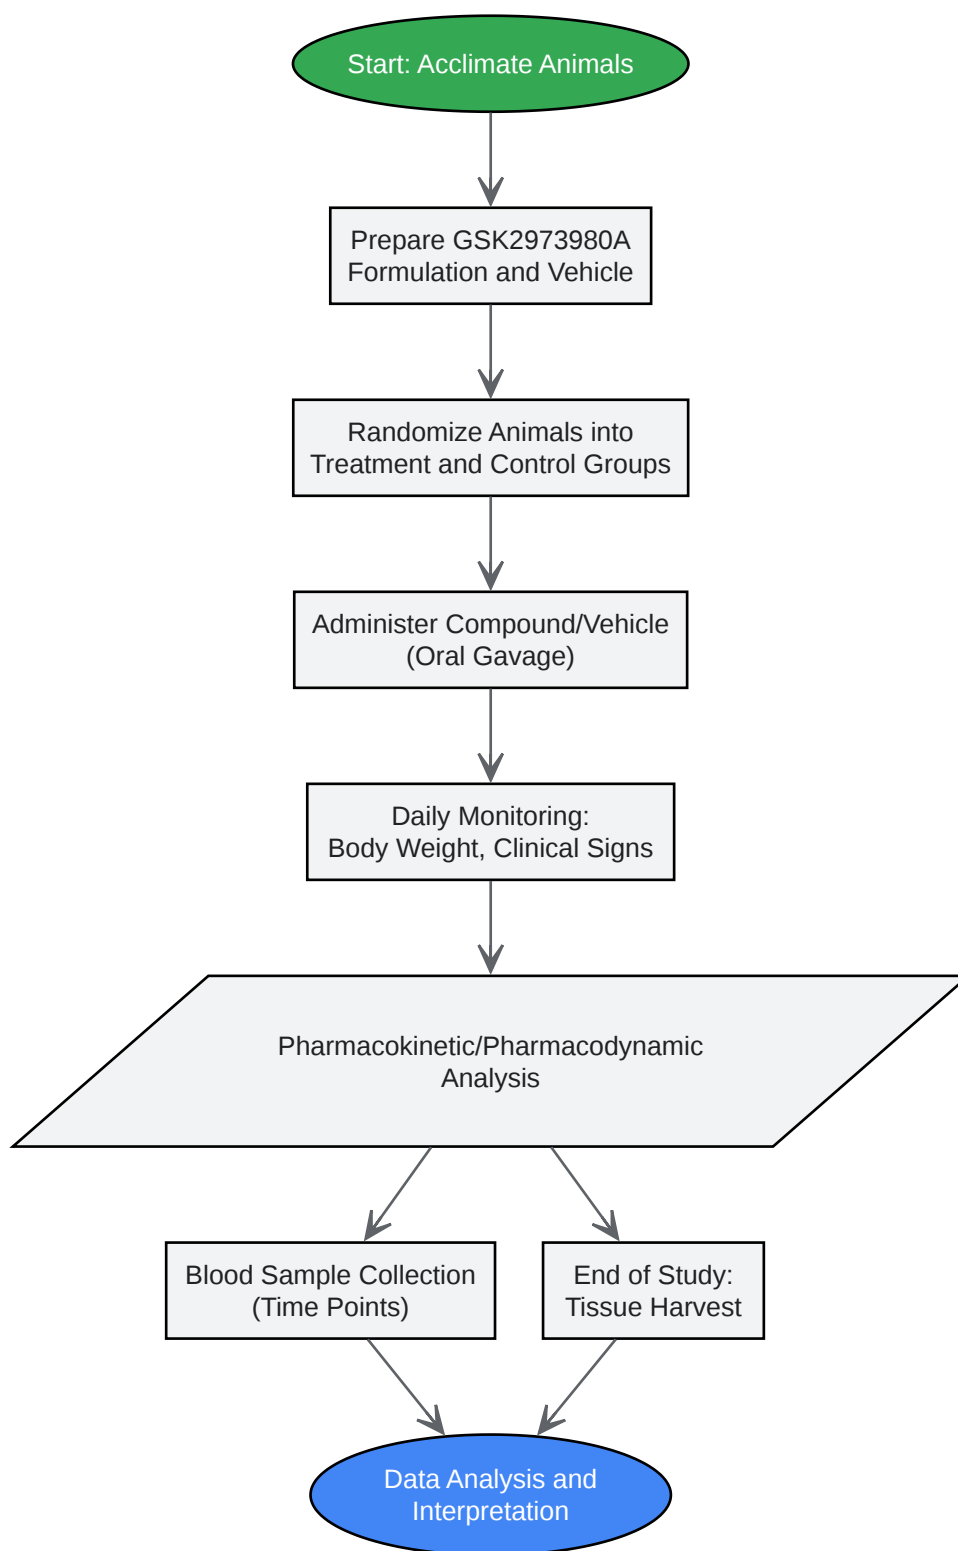 Start: Acclimate Animals
Prepare GSK2973980A
Formulation and Vehicle
Randomize Animals into
Treatment and Control Groups
Administer Compound/Vehicle
(Oral Gavage)
Daily Monitoring:
Body Weight, Clinical Signs
Pharmacokinetic/Pharmacodynamic
Analysis
Blood Sample Collection
(Time Points)
End of Study:
Tissue Harvest
Data Analysis and
Interpretation